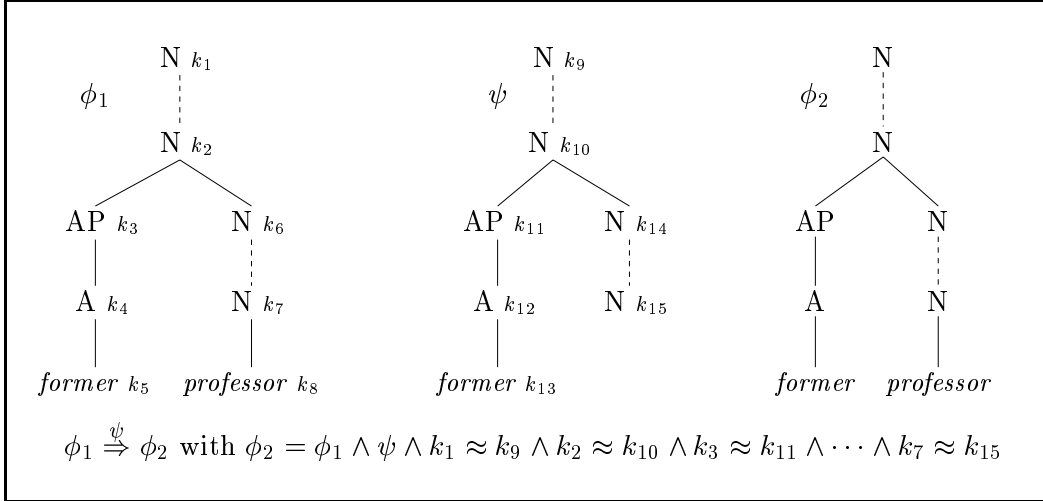 N k₁ N k₉ N
ϕ₁ ψ ϕ₂
N k₂ N k₁₀ N
AP k₃ N k₆ AP k₁₁ N k₁₄ AP N
A k₄ N k₇ A k₁₂ N k₁₅ A N
former k₅ professor k₈ former k₁₃ former professor
ϕ₁ ⇒^ψ ϕ₂ with ϕ₂ = ϕ₁ ∧ ψ ∧ k₁ ≈ k₉ ∧ k₂ ≈ k₁₀ ∧ k₃ ≈ k₁₁ ∧ ⋯ ∧ k₇ ≈ k₁₅